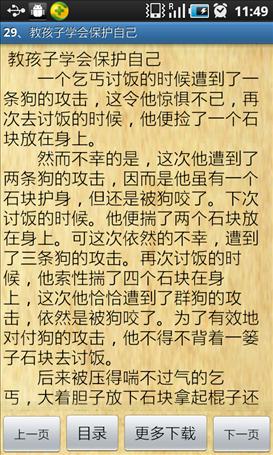 11:49
29、教孩子学会保护自己
教孩子学会保护自己
一个乞丐讨饭的时候遭到了一
条狗的攻击，这令他惊惧不已，再
次去讨饭的时候，他便捡了一个石
块放在身上。
然而不幸的是，这次他遭到了
两条狗的攻击，因而是他虽有一个
石块护身，但还是被狗咬了。下次
讨饭的时候。他便揣了两个石块放
在身上。可这次依然的不幸，遭到
了三条狗的攻击。再次讨饭的时
候，他索性揣了四个石块在身
上，这次他恰恰遭到了群狗的攻
击，依然是被狗咬了。为了有效地
对付狗的攻击，他不得不背着一篓
子石块去讨饭。
后来被压得喘不过气的乞
丐，大着胆子放下石块拿起棍子还
上一页
目录
更多下载
下一页